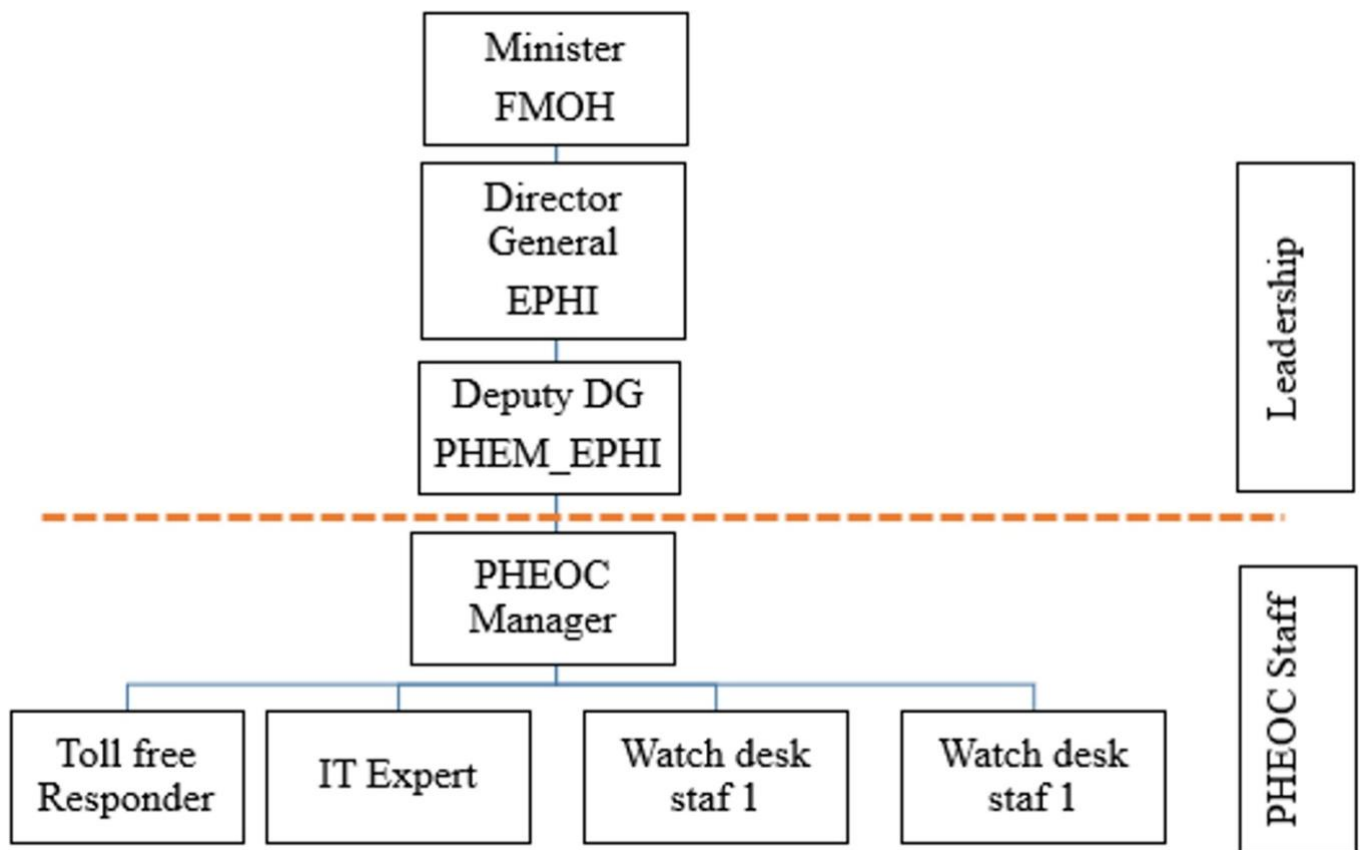 Minister
FMOH
Director
General
EPHI
Deputy DG
PHEM_EPHI
Leadership
PHEOC
Manager
Toll free
Responder
IT Expert
Watch desk
staf 1
Watch desk
staf 1
PHEOC Staff